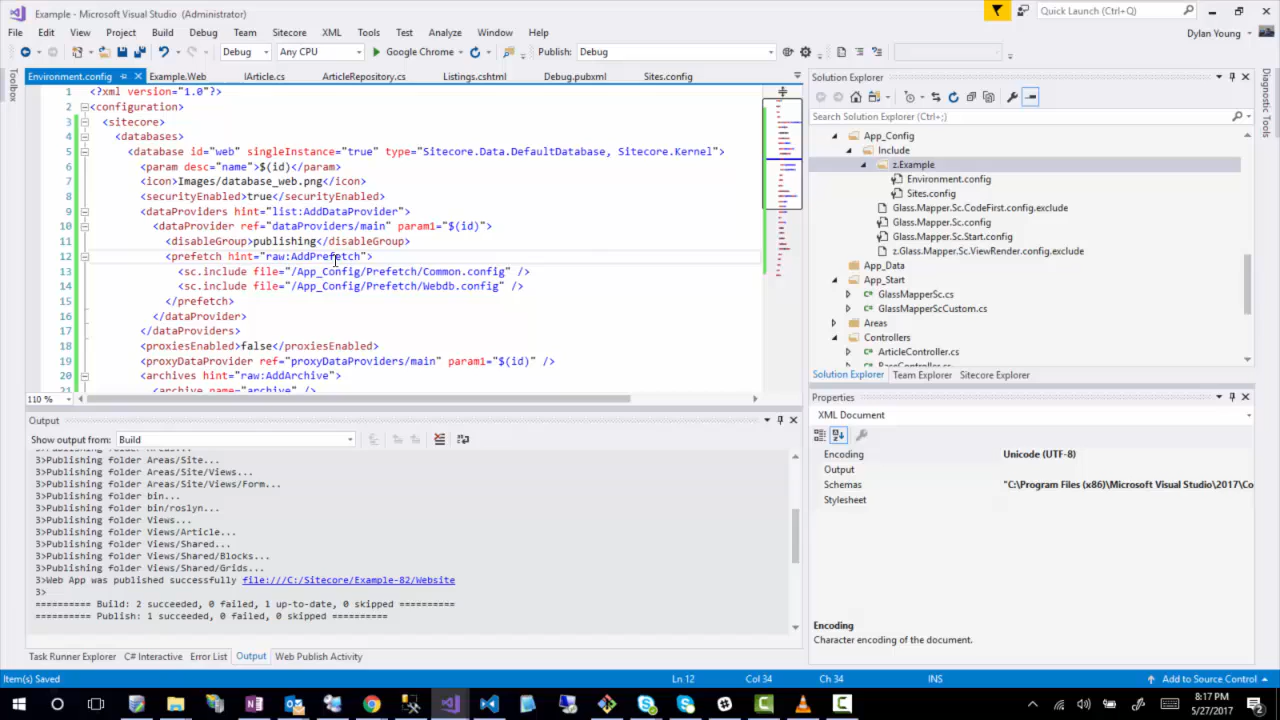 Example - Microsoft Visual Studio (Administrator)
Quick Launch (Ctrl+Q)
File Edit View Project Build Debug Team Sitecore XML Tools Test Analyze Window Help
Dylan Young
Debug Any CPU Google Chrome Publish: Debug
Toolbox
Environment.config Example.Web IArticle.cs ArticleRepository.cs Listings.cshtml Debug.pubxml Sites.config
1 <?xml version="1.0"?>
2 <configuration>
3 <sitecore>
4 <databases>
5 <database id="web" singleInstance="true" type="Sitecore.Data.DefaultDatabase, Sitecore.Kernel">
6 <param desc="name">$(id)</param>
7 <icon>Images/database_web.png</icon>
8 <securityEnabled>true</securityEnabled>
9 <dataProviders hint="list:AddDataProvider">
10 <dataProvider ref="dataProviders/main" param1="$(id)">
11 <disableGroup>publishing</disableGroup>
12 <prefetch hint="raw:AddPrefetch">
13 <sc.include file="/App_Config/Prefetch/Common.config" />
14 <sc.include file="/App_Config/Prefetch/Webdb.config" />
15 </prefetch>
16 </dataProvider>
17 </dataProviders>
18 <proxiesEnabled>false</proxiesEnabled>
19 <proxyDataProvider ref="proxyDataProviders/main" param1="$(id)" />
20 <archives hint="raw:AddArchive">
21 <archive name="archive" />
110 %
Output
Show output from: Build
3>Publishing folder Areas/Site...
3>Publishing folder Areas/Site/Views...
3>Publishing folder Areas/Site/Views/Form...
3>Publishing folder bin...
3>Publishing folder bin/roslyn...
3>Publishing folder Views...
3>Publishing folder Views/Article...
3>Publishing folder Views/Shared...
3>Publishing folder Views/Shared/Blocks...
3>Publishing folder Views/Shared/Grids...
3>Web App was published successfully file:///C:/Sitecore/Example-82/Website
3>
========== Build: 2 succeeded, 0 failed, 1 up-to-date, 0 skipped ==========
========== Publish: 1 succeeded, 0 failed, 0 skipped ==========
Task Runner Explorer C# Interactive Error List Output Web Publish Activity
Solution Explorer
Search Solution Explorer (Ctrl+;)
App_Config
Include
z.Example
Environment.config
Sites.config
Glass.Mapper.Sc.CodeFirst.config.exclude
Glass.Mapper.Sc.config
Glass.Mapper.Sc.Start.config
Glass.Mapper.Sc.ViewRender.config.exclude
App_Data
App_Start
GlassMapperSc.cs
GlassMapperScCustom.cs
Areas
Controllers
ArticleController.cs
Solution Explorer Team Explorer Sitecore Explorer
Properties
XML Document
Encoding Unicode (UTF-8)
Output
Schemas "C:\Program Files (x86)\Microsoft Visual Studio\2017\Co
Stylesheet
Encoding
Character encoding of the document.
Diagnostic Tools
Item(s) Saved Ln 12 Col 34 Ch 34 INS Add to Source Control
8:17 PM
5/27/2017
2